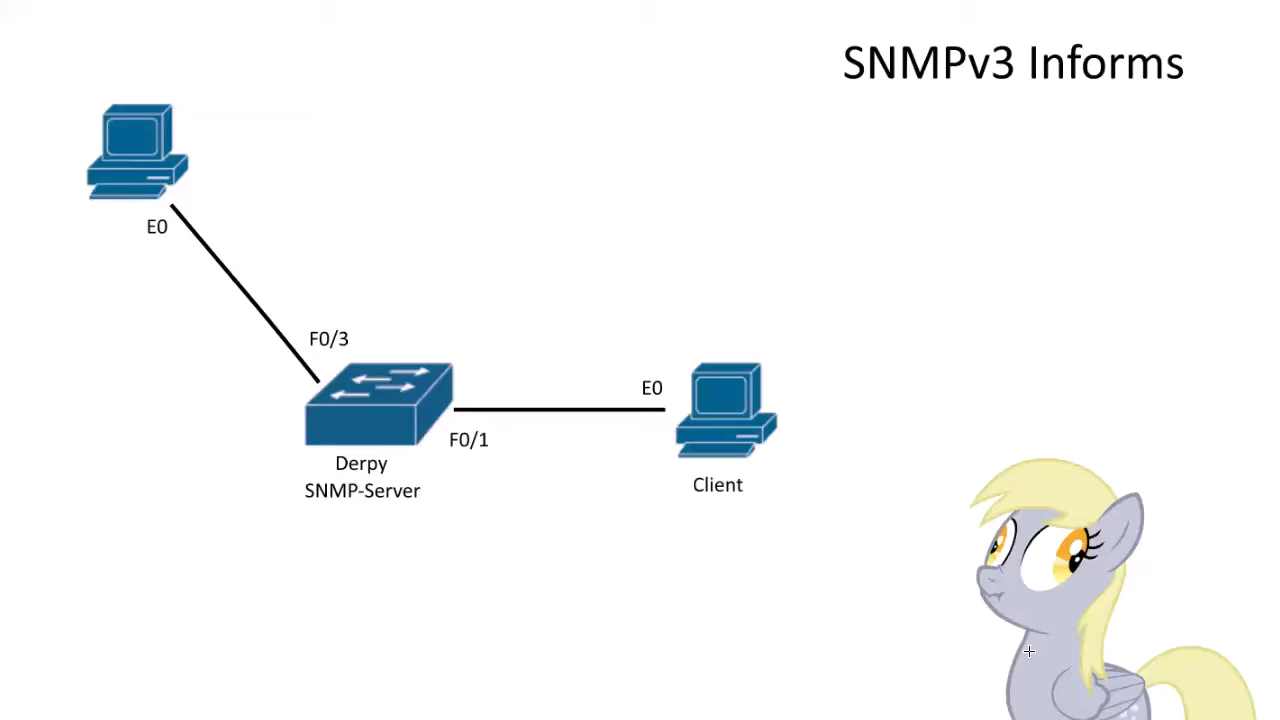 SNMPv3 Informs
E0
F0/3
E0
F0/1
Derpy
SNMP-Server
Client